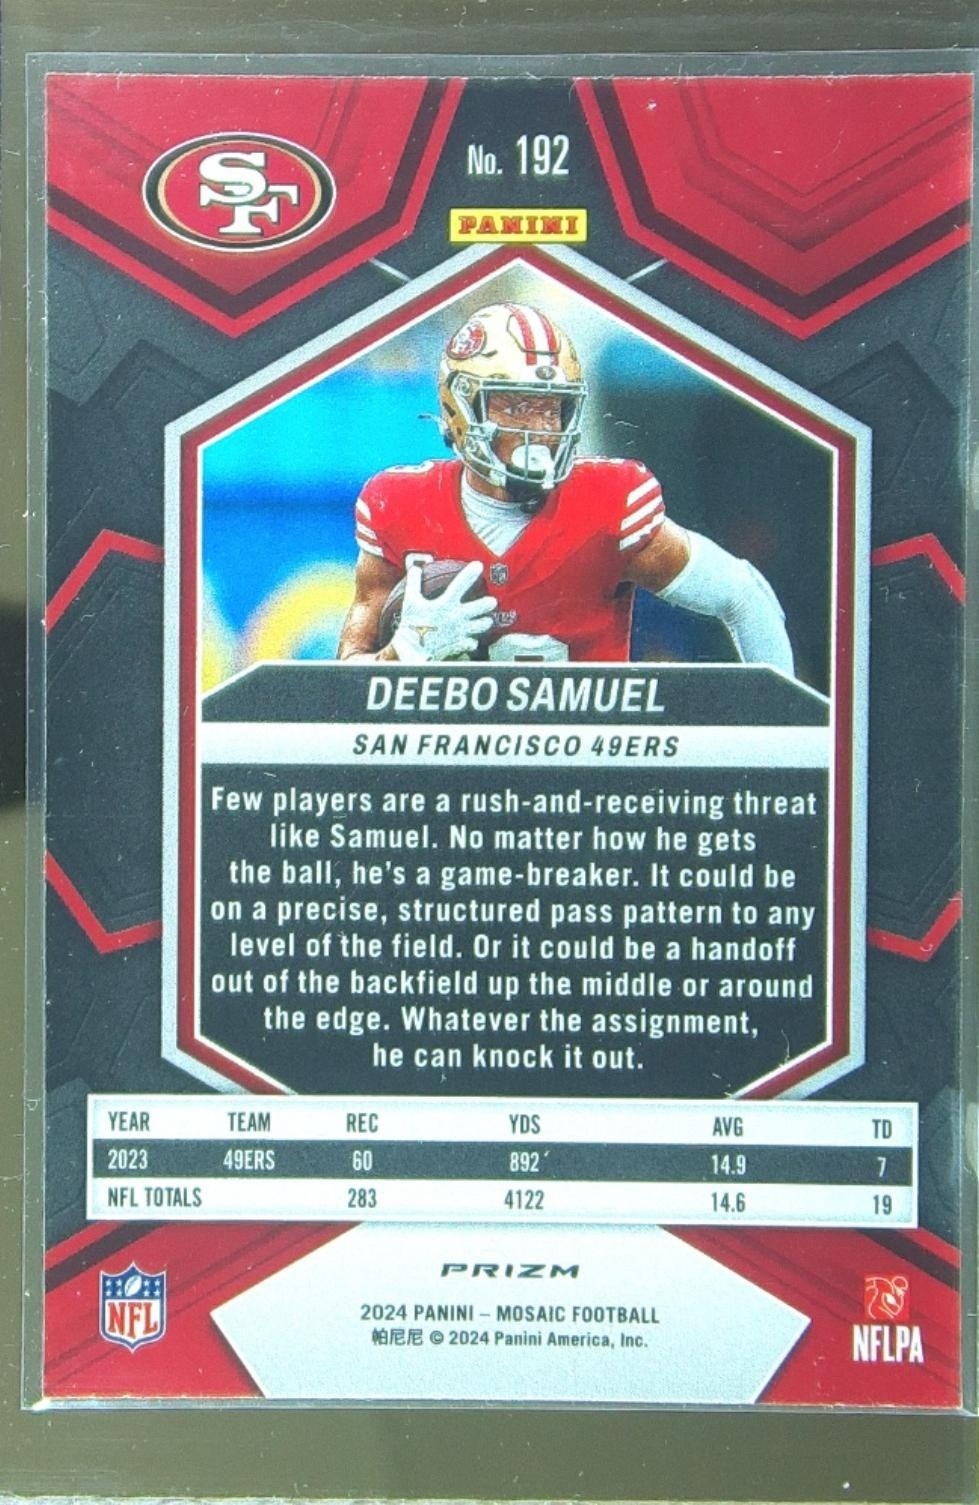 SF
No. 192
PANINI
DEEBO SAMUEL
SAN FRANCISCO 49ERS
Few players are a rush-and-receiving threat
like Samuel. No matter how he gets
the ball, he's a game-breaker. It could be
on a precise, structured pass pattern to any
level of the field. Or it could be a handoff
out of the backfield up the middle or around
the edge. Whatever the assignment,
he can knock it out.
YEAR TEAM REC YDS AVG TD
2023 49ERS 60 892 14.9 7
NFL TOTALS 283 4122 14.6 19
PRIZM
2024 PANINI – MOSAIC FOOTBALL
帕尼尼 © 2024 Panini America, Inc.
NFL
NFLPA